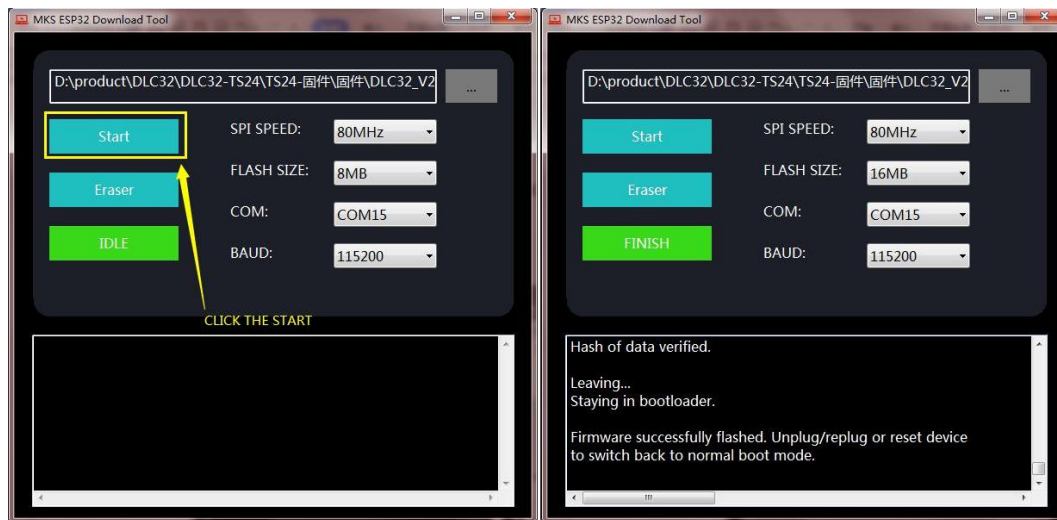 MKS ESP32 Download Tool
D:\product\DLC32\DLC32-TS24\TS24-固件\固件\DLC32_V2
...
Start
SPI SPEED:
80MHz
Eraser
FLASH SIZE:
8MB
IDLE
COM:
COM15
BAUD:
115200
CLICK THE START
MKS ESP32 Download Tool
D:\product\DLC32\DLC32-TS24\TS24-固件\固件\DLC32_V2
...
Start
SPI SPEED:
80MHz
Eraser
FLASH SIZE:
16MB
FINISH
COM:
COM15
BAUD:
115200
Hash of data verified.
Leaving...
Staying in bootloader.
Firmware successfully flashed. Unplug/replug or reset device
to switch back to normal boot mode.